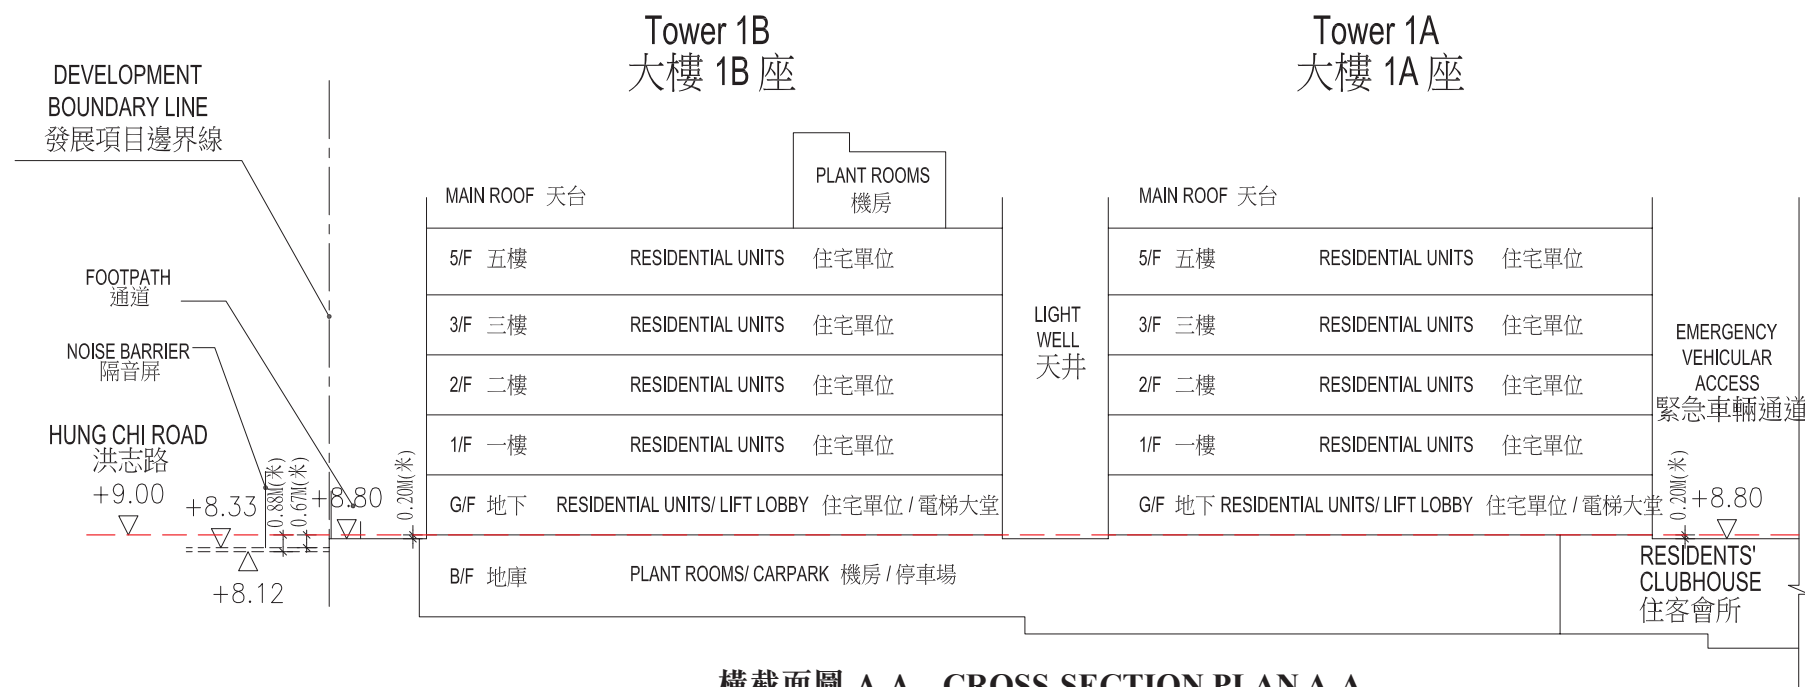 Tower 1B
大樓 1B 座
Tower 1A
大樓 1A 座
DEVELOPMENT
BOUNDARY LINE
發展項目邊界線
PLANT ROOMS
機房
MAIN ROOF 天台
MAIN ROOF 天台
5/F 五樓 RESIDENTIAL UNITS 住宅單位
5/F 五樓 RESIDENTIAL UNITS 住宅單位
FOOTPATH
通道
3/F 三樓 RESIDENTIAL UNITS 住宅單位
LIGHT
WELL
天井
3/F 三樓 RESIDENTIAL UNITS 住宅單位
EMERGENCY
VEHICULAR
ACCESS
緊急車輛通道
NOISE BARRIER
隔音屏
2/F 二樓 RESIDENTIAL UNITS 住宅單位
2/F 二樓 RESIDENTIAL UNITS 住宅單位
HUNG CHI ROAD
洪志路
+9.00
1/F 一樓 RESIDENTIAL UNITS 住宅單位
1/F 一樓 RESIDENTIAL UNITS 住宅單位
+8.33
0.88M(米)
0.67M(米)
+8.80
0.20M(米)
G/F 地下 RESIDENTIAL UNITS/ LIFT LOBBY 住宅單位 / 電梯大堂
G/F 地下 RESIDENTIAL UNITS/ LIFT LOBBY 住宅單位 / 電梯大堂
0.20M(米)
+8.80
+8.12
B/F 地庫 PLANT ROOMS/ CARPARK 機房 / 停車場
RESIDENTS'
CLUBHOUSE
住客會所
橫截面圖 A-A CROSS-SECTION PLAN A-A